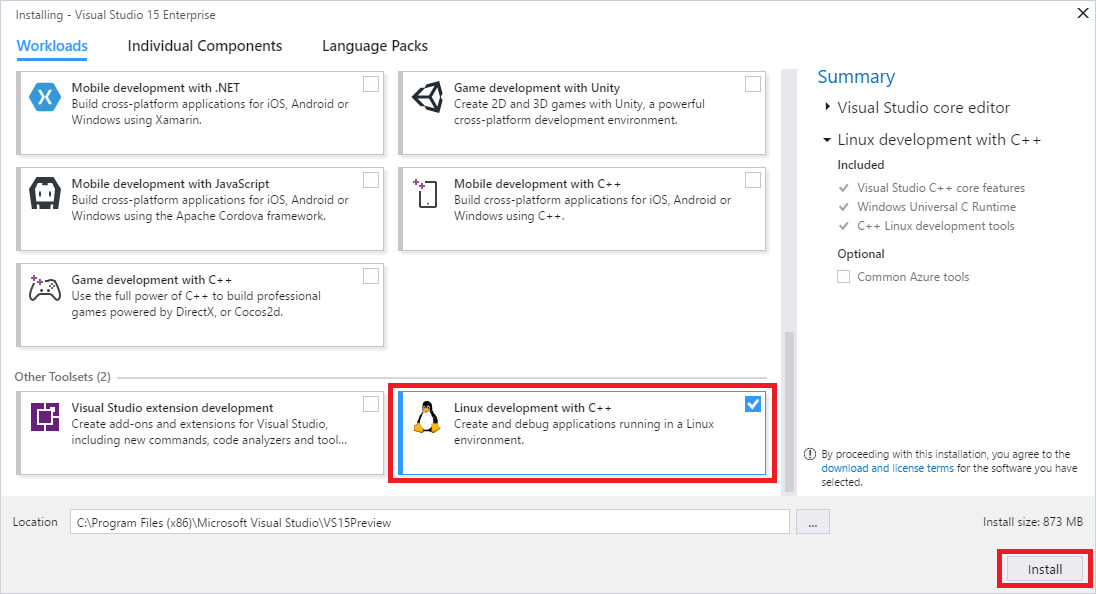 Installing - Visual Studio 15 Enterprise
Workloads
Individual Components
Language Packs
Mobile development with .NET
Build cross-platform applications for iOS, Android or
Windows using Xamarin.
Game development with Unity
Create 2D and 3D games with Unity, a powerful
cross-platform development environment.
Mobile development with JavaScript
Build cross-platform applications for iOS, Android or
Windows using the Apache Cordova framework.
Mobile development with C++
Build cross-platform applications for iOS, Android or
Windows using C++.
Game development with C++
Use the full power of C++ to build professional
games powered by DirectX, or Cocos2d.
Other Toolsets (2)
Visual Studio extension development
Create add-ons and extensions for Visual Studio,
including new commands, code analyzers and tool...
Linux development with C++
Create and debug applications running in a Linux
environment.
Summary
Visual Studio core editor
Linux development with C++
Included
Visual Studio C++ core features
Windows Universal C Runtime
C++ Linux development tools
Optional
Common Azure tools
By proceeding with this installation, you agree to the
download and license terms for the software you have
selected.
Location
C:\Program Files (x86)\Microsoft Visual Studio\VS15Preview
...
Install size: 873 MB
Install